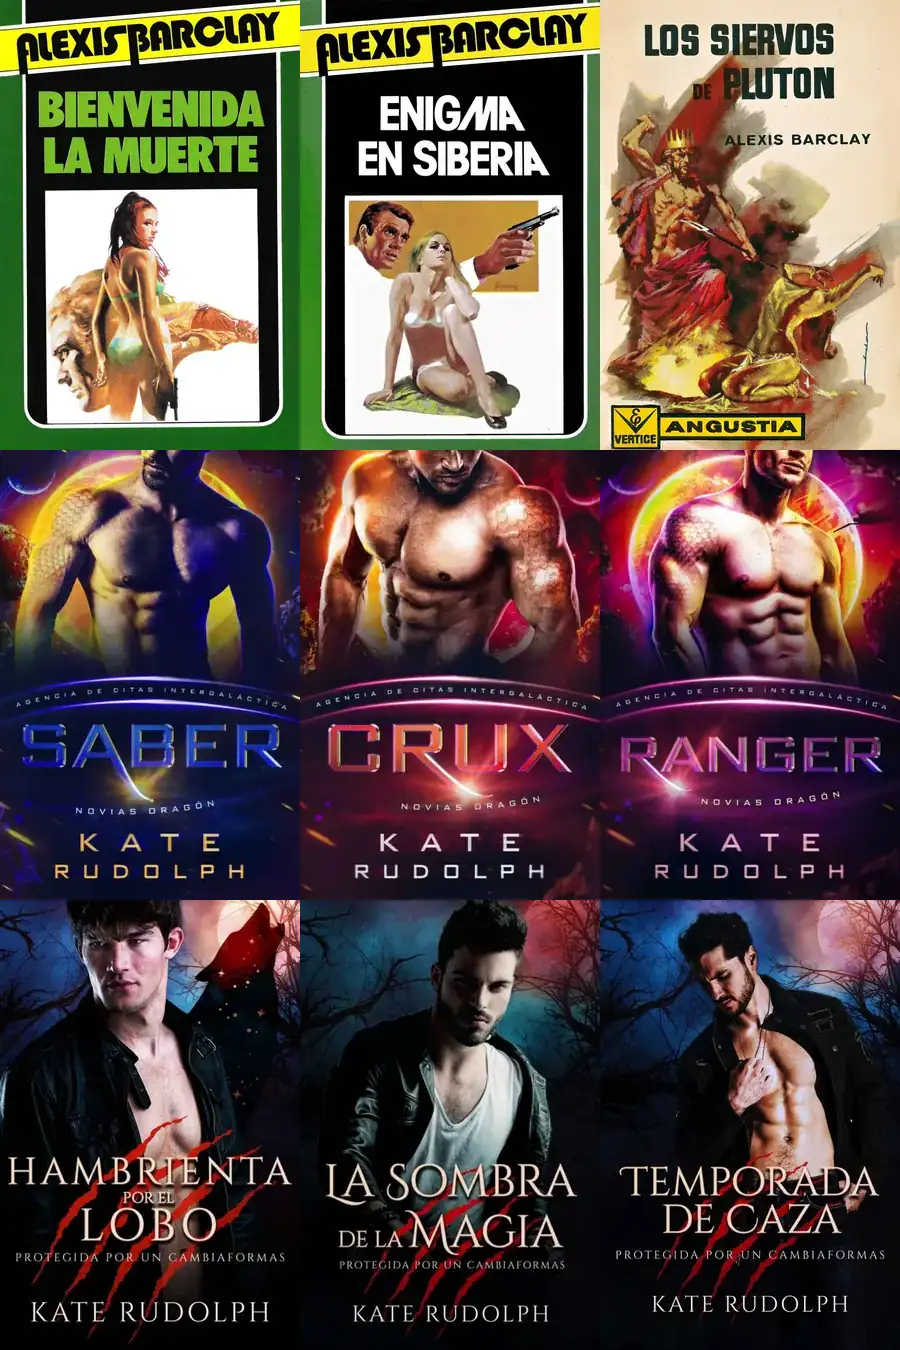 ALEXIS BARCLAY
BIENVENIDA
LA MUERTE
ALEXIS BARCLAY
ENIGMA
EN SIBERIA
LOS SIERVOS
DE PLUTON
ALEXIS BARCLAY
VERTICE
ANGUSTIA
AGENCIA DE CITAS INTERGALÁCTICA
SABER
NOVIAS DRAGÓN
KATE
RUDOLPH
AGENCIA DE CITAS INTERGALÁCTICA
CRUX
NOVIAS DRAGÓN
KATE
RUDOLPH
AGENCIA DE CITAS INTERGALÁCTICA
RANGER
NOVIAS DRAGÓN
KATE
RUDOLPH
HAMBRIENTA
POR EL
LOBO
PROTEGIDA POR UN CAMBIAFORMAS
KATE RUDOLPH
LA SOMBRA
DE LA MAGIA
PROTEGIDA POR UN CAMBIAFORMAS
KATE RUDOLPH
TEMPORADA
DE CAZA
PROTEGIDA POR UN CAMBIAFORMAS
KATE RUDOLPH